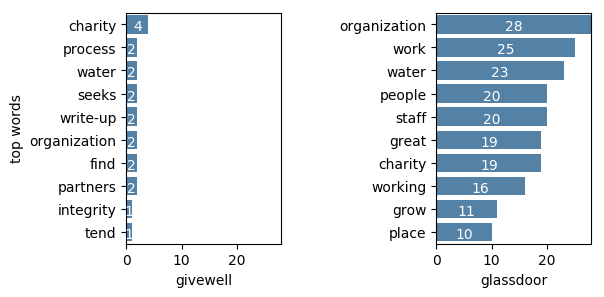 top words
charity 4
process 2
water 2
seeks 2
write-up 2
organization 2
find 2
partners 2
integrity 1
tend 1
0 10 20
givewell
organization 28
work 25
water 23
people 20
staff 20
great 19
charity 19
working 16
grow 11
place 10
0 10 20
glassdoor